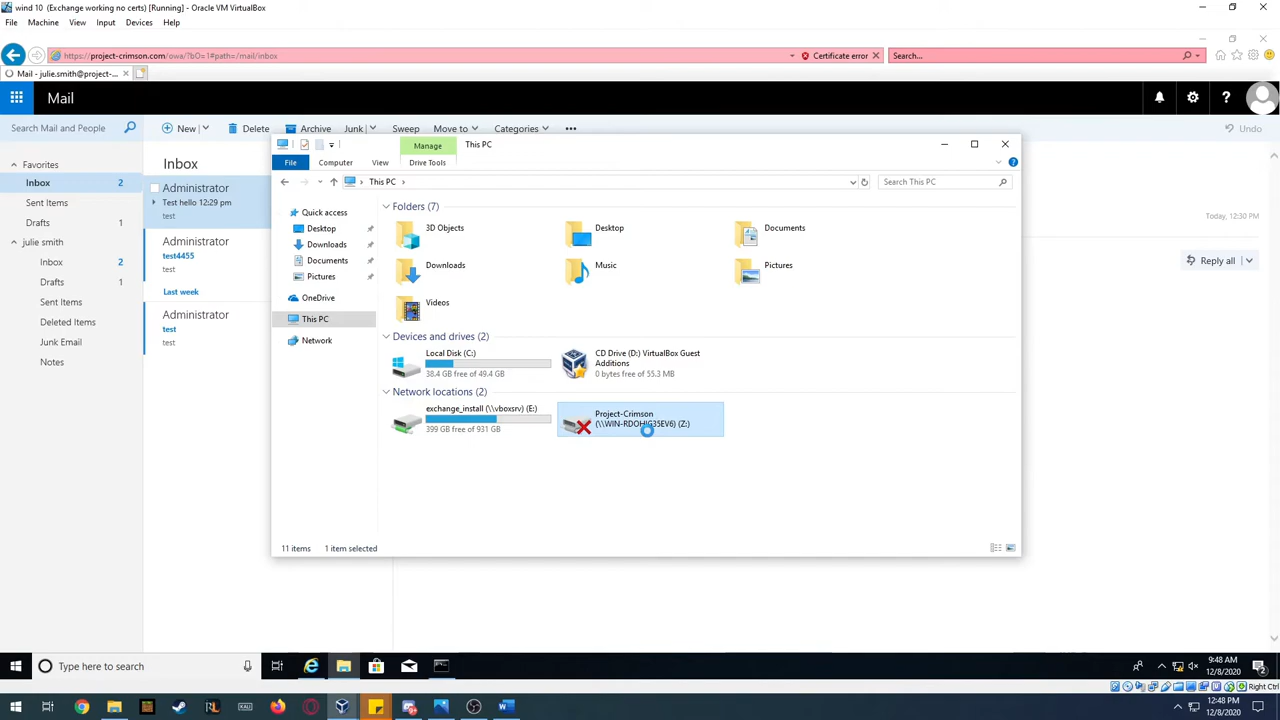 wind 10 (Exchange working no certs) [Running] - Oracle VM VirtualBox
File Machine View Input Devices Help
https://project-crimson.com/owa/?bO=1#path=/mail/inbox
Certificate error
Search...
Mail - julie.smith@project-...
Mail
Search Mail and People
New
Delete
Archive
Junk
Sweep
Move to
Categories
Undo
Favorites
Inbox 2
Sent Items
Drafts 1
julie smith
Inbox 2
Drafts 1
Sent Items
Deleted Items
Junk Email
Notes
Inbox
Administrator
Test hello 12:29 pm
test
Administrator
test4455
test
Last week
Administrator
test
test
Today, 12:30 PM
Reply all
Manage
This PC
File
Computer
View
Drive Tools
This PC
Search This PC
Quick access
Desktop
Downloads
Documents
Pictures
OneDrive
This PC
Network
Folders (7)
3D Objects
Desktop
Documents
Downloads
Music
Pictures
Videos
Devices and drives (2)
Local Disk (C:)
38.4 GB free of 49.4 GB
CD Drive (D:) VirtualBox Guest
Additions
0 bytes free of 55.3 MB
Network locations (2)
exchange_install (\\vboxsrv) (E:)
399 GB free of 931 GB
Project-Crimson
(Z:)
11 items
1 item selected
Type here to search
9:48 AM
12/8/2020
2
Right Ctrl
KALI
12:48 PM
12/8/2020